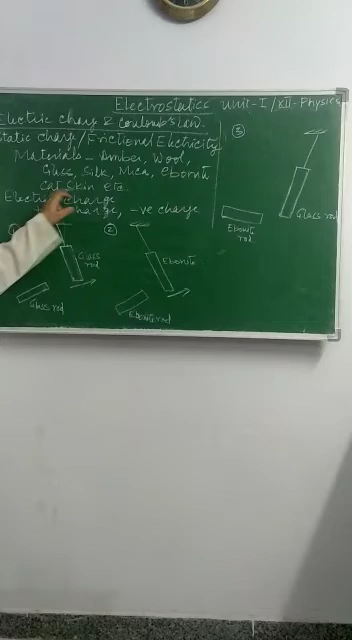 Electrostatics Unit-I/XII-Physics
Electric charge & Coulomb's Law.
Static charge/Frictional Electricity
Materials - Amber, Wool,
Glass, Silk, Mica, Ebonite
Cat Skin etc.
Electric charge
charge, -ve charge
②
Glass rod
Glass rod
Ebonite
Ebonite rod
③
Glass rod
Ebonite rod